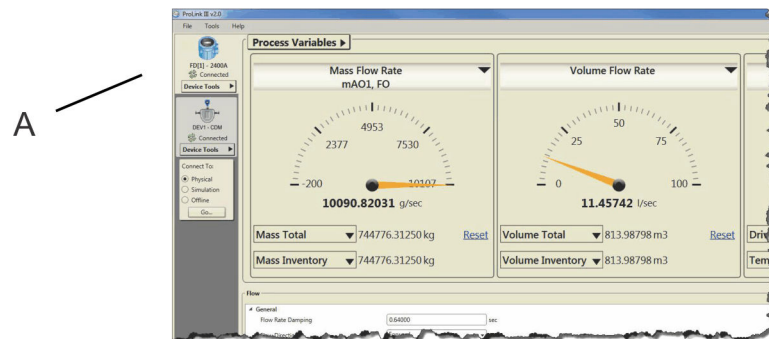 ProLink III v2.0
File Tools Help
A
FD[1] - 2400A
Connected
Device Tools
DEV1 - COM
Connected
Device Tools
Connect To:
Physical
Simulation
Offline
Go...
Process Variables
Mass Flow Rate
mAO1, FO
4953
2377 7530
-200 10107
10090.82031 g/sec
Mass Total 744776.31250 kg Reset
Mass Inventory 744776.31250 kg
Volume Flow Rate
50
25 75
0 100
11.45742 l/sec
Volume Total 813.98798 m3 Reset
Volume Inventory 813.98798 m3
Flow
General
Flow Rate Damping 0.64000 sec